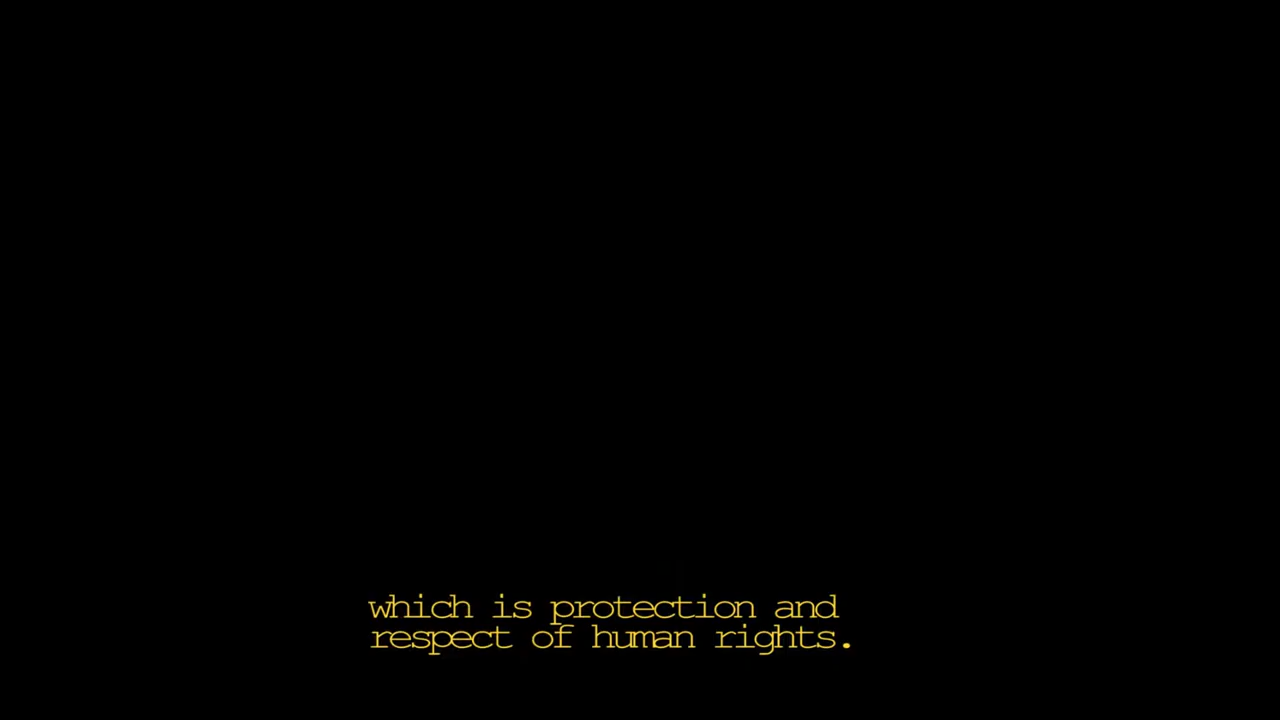 which is protection and
respect of human rights.